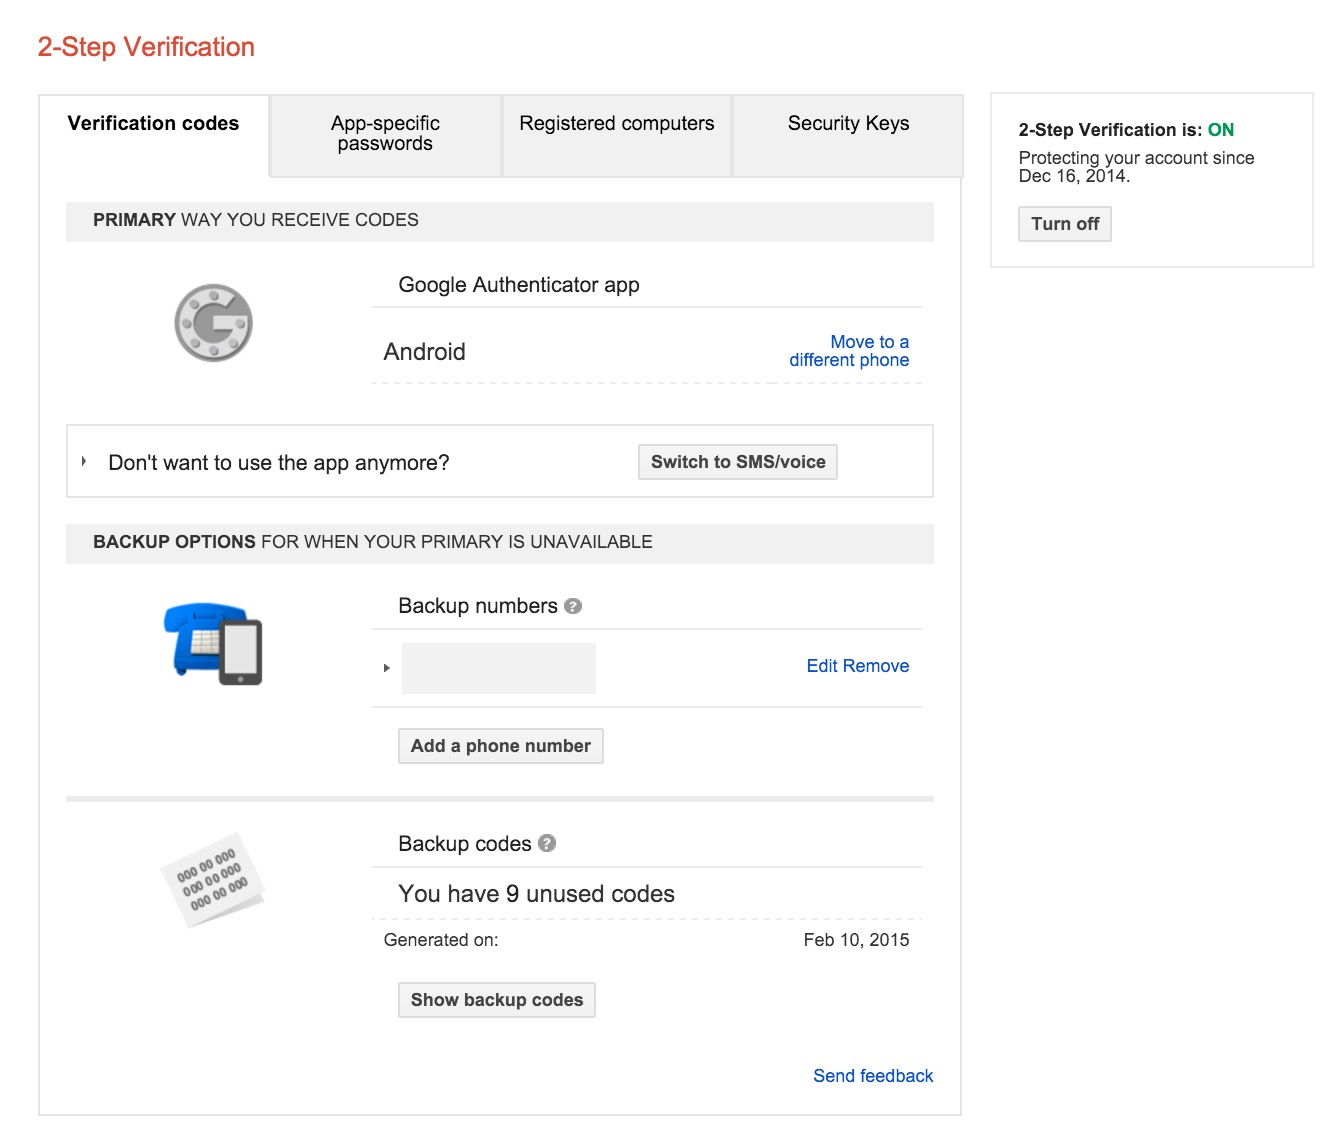 2-Step Verification
Verification codes
App-specific
passwords
Registered computers
Security Keys
2-Step Verification is: ON
Protecting your account since
Dec 16, 2014.
Turn off
PRIMARY WAY YOU RECEIVE CODES
Google Authenticator app
Android
Move to a
different phone
Don't want to use the app anymore?
Switch to SMS/voice
BACKUP OPTIONS FOR WHEN YOUR PRIMARY IS UNAVAILABLE
Backup numbers ?
Edit Remove
Add a phone number
000 00 000
000 00 000
000 00 000
Backup codes ?
You have 9 unused codes
Generated on: Feb 10, 2015
Show backup codes
Send feedback